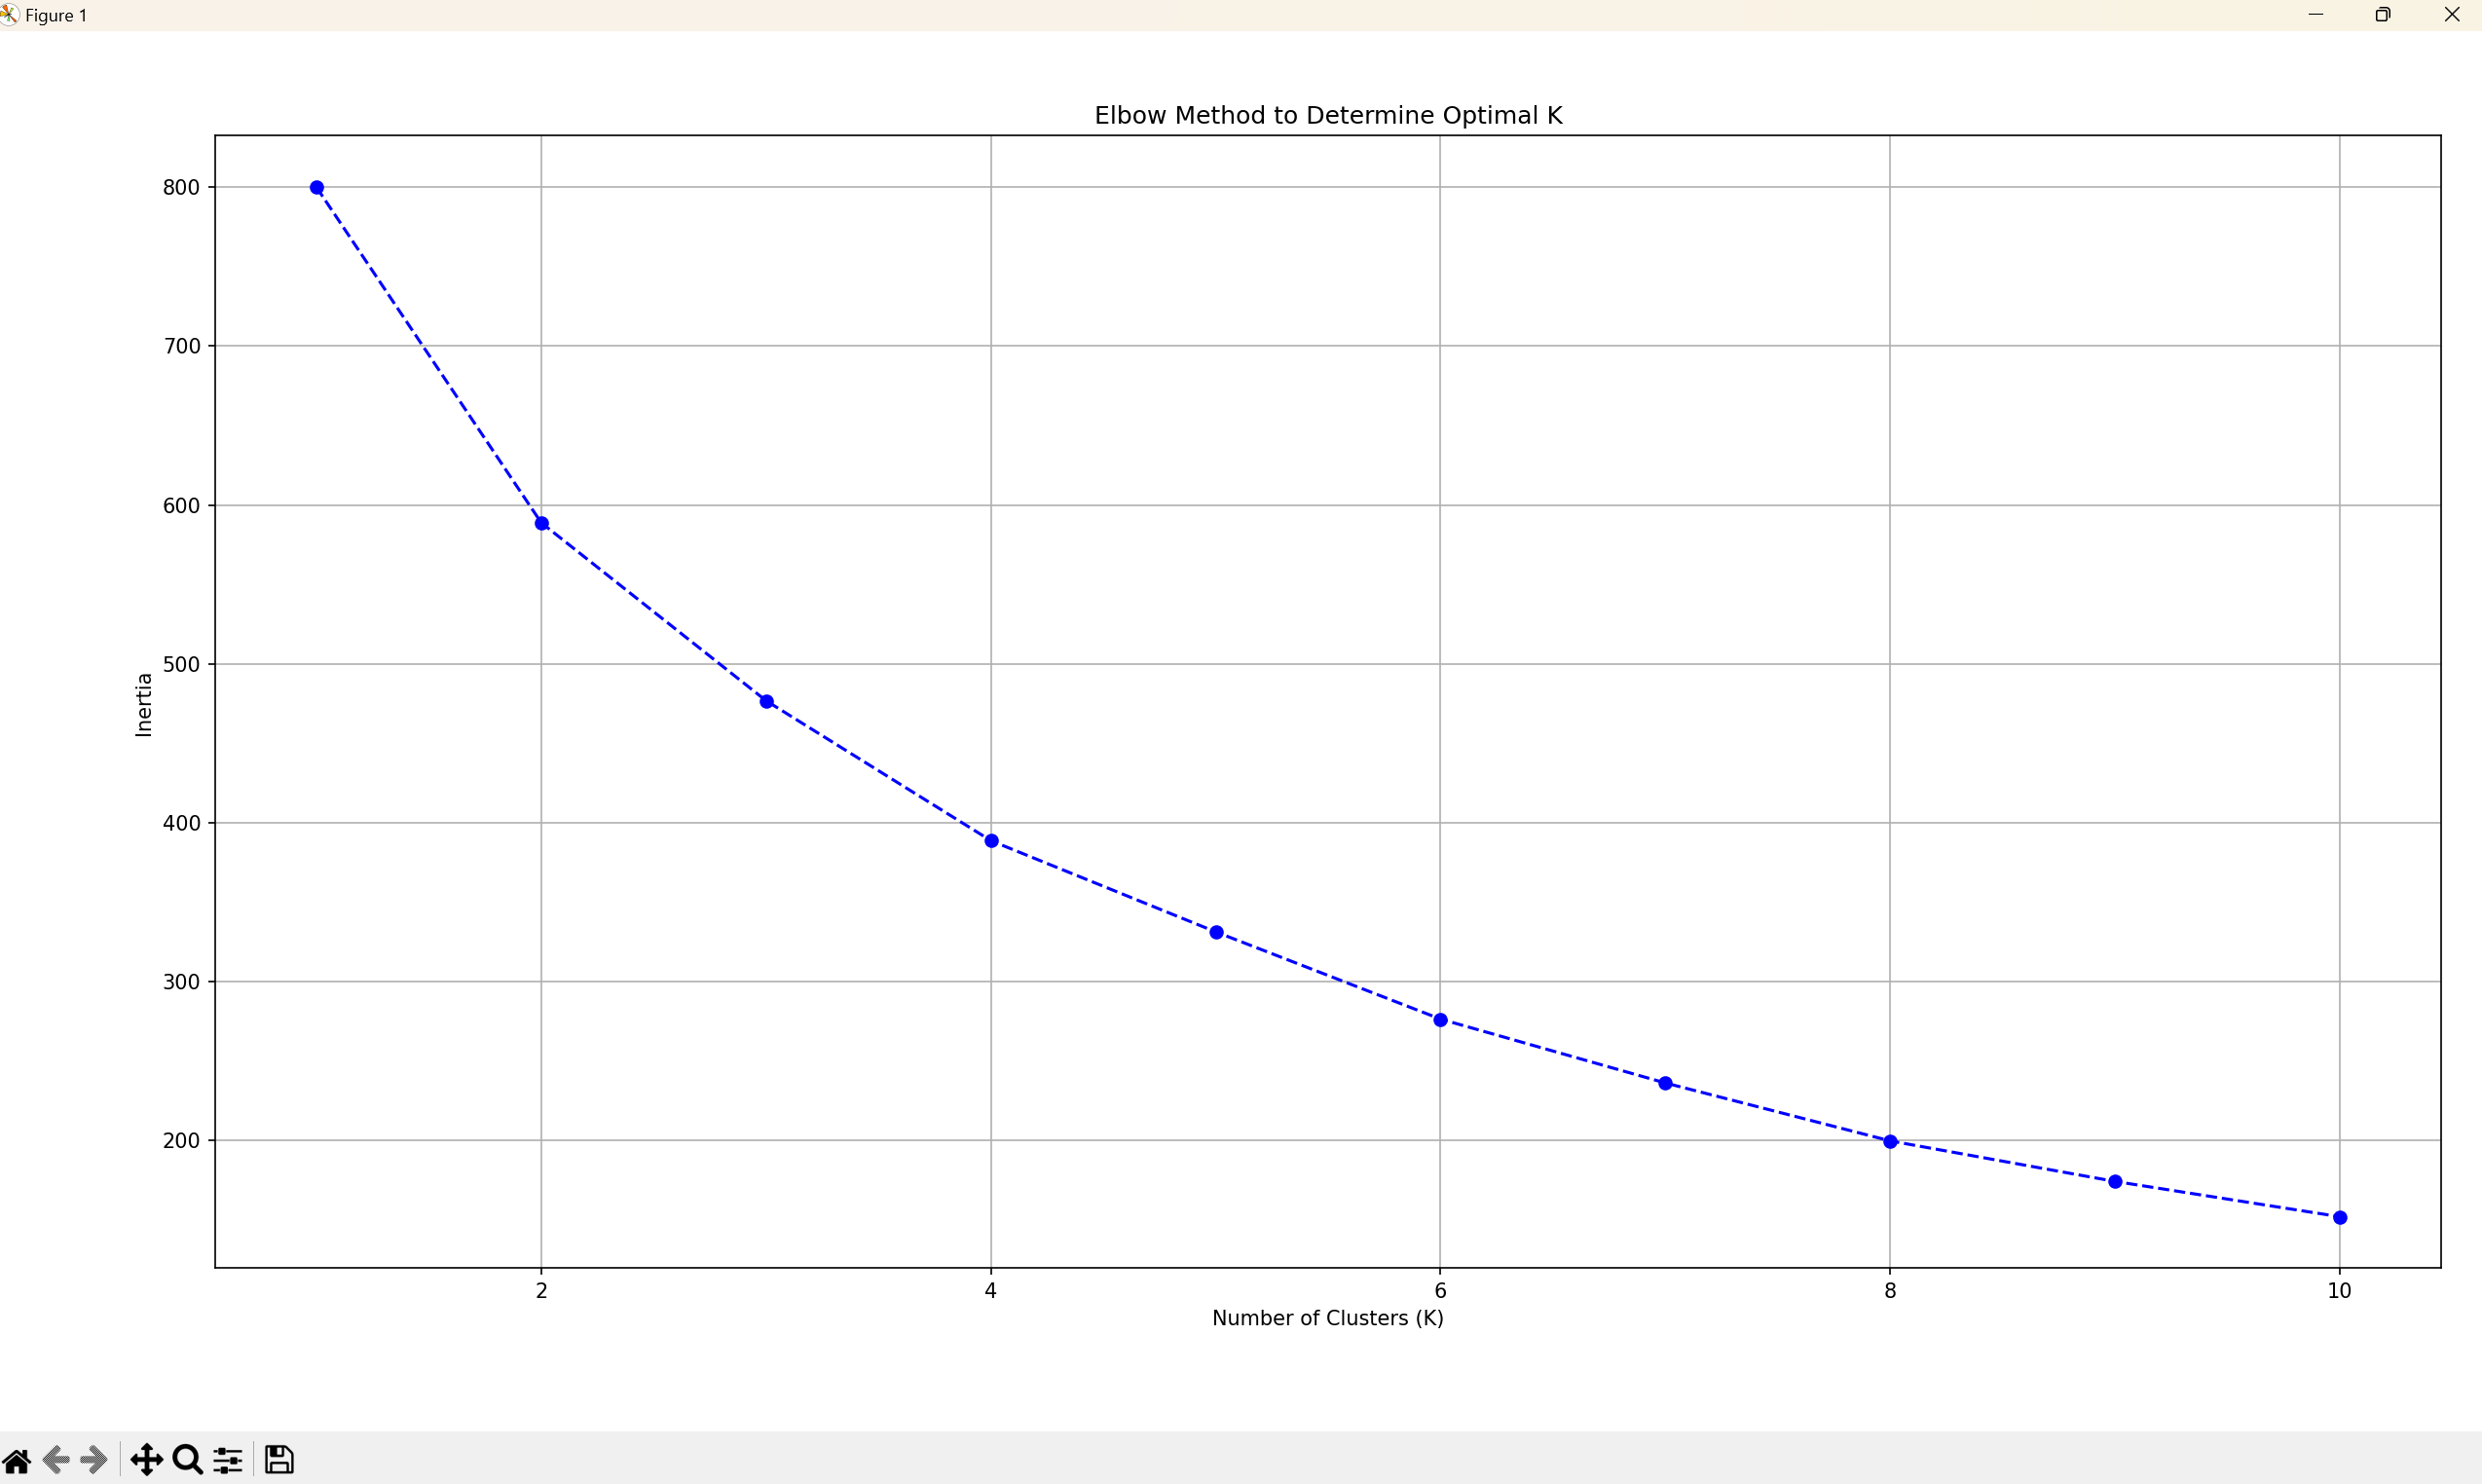 Figure 1
Elbow Method to Determine Optimal K
800
700
600
500
400
300
200
Inertia
2 4 6 8 10
Number of Clusters (K)